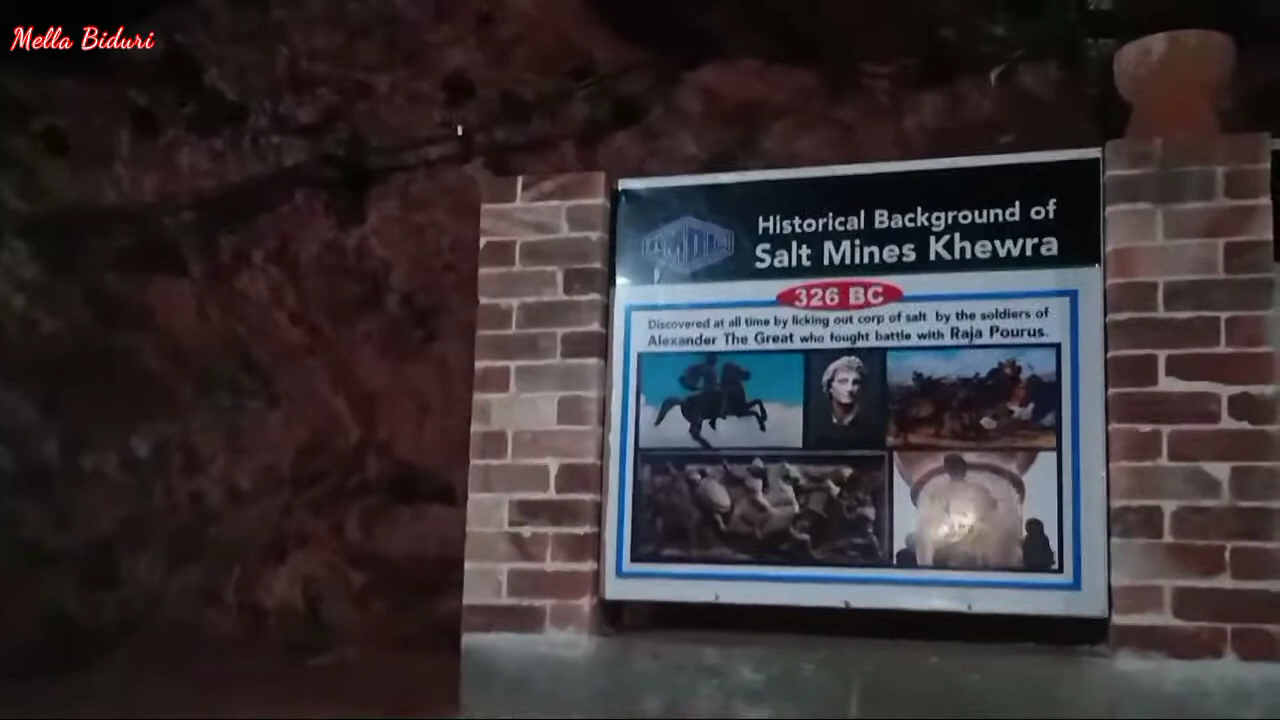 Mella Biduri
Historical Background of
Salt Mines Khewra
326 BC
Discovered at all time by licking out corp of salt by the soldiers of
Alexander The Great who fought battle with Raja Pourus.